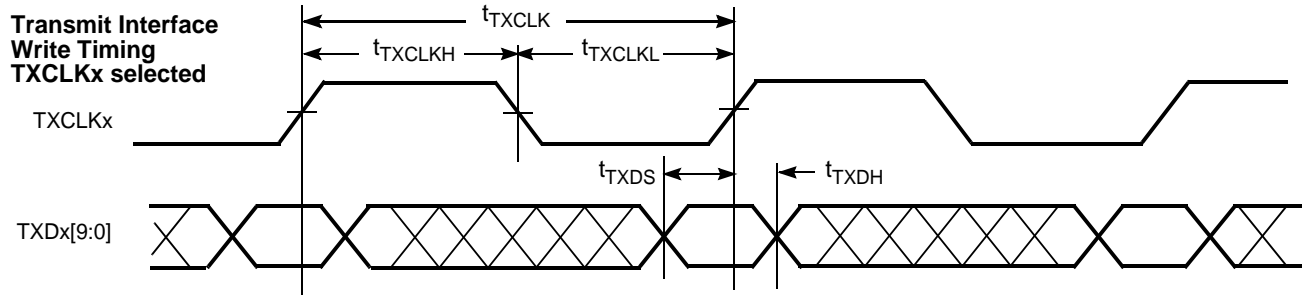 Transmit Interface
Write Timing
TXCLKx selected
tTXCLK
tTXCLKH
tTXCLKL
TXCLKx
tTXDS
tTXDH
TXDx[9:0]